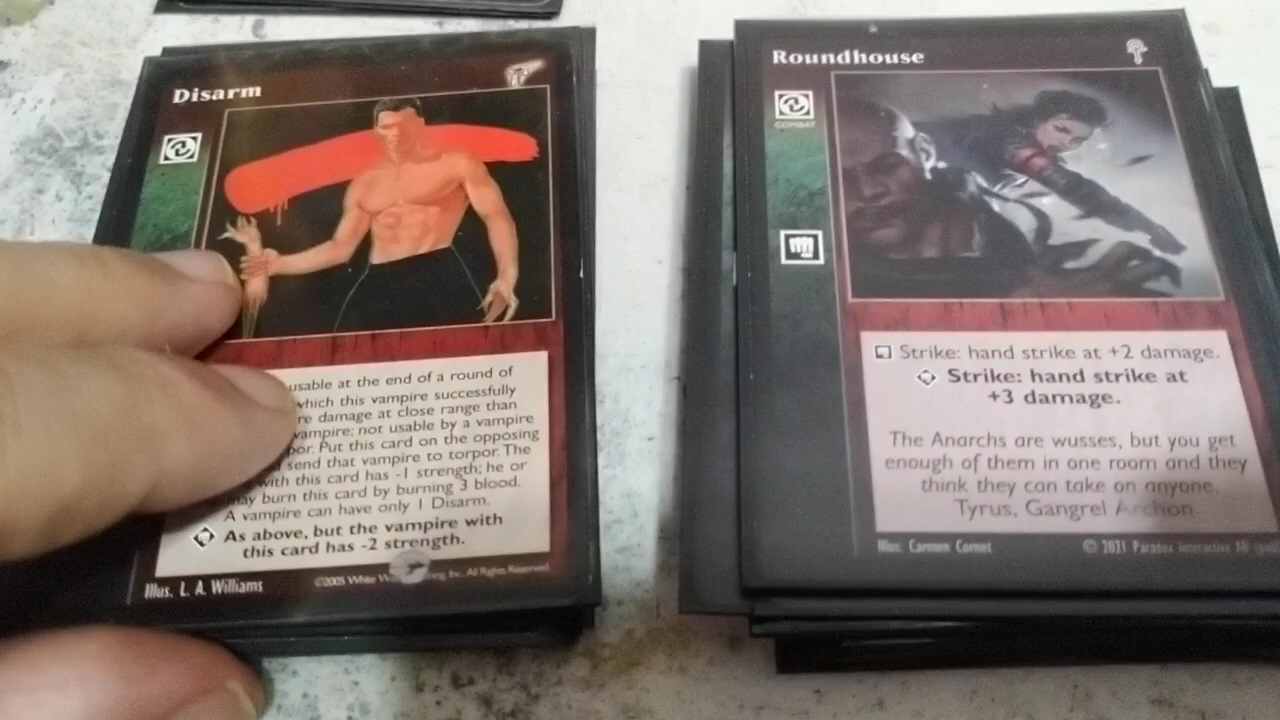 Disarm
usable at the end of a round of
which this vampire successfully
damage at close range than
vampire; not usable by a vampire
Put this card on the opposing
send that vampire to torpor. The
with this card has -1 strength; he or
may burn this card by burning 3 blood.
A vampire can have only 1 Disarm.
As above, but the vampire with
this card has -2 strength.
Illus. L. A. Williams
©2005 White Inc. All Rights Reserved
Roundhouse
COMBAT
Strike: hand strike at +2 damage.
Strike: hand strike at
+3 damage.
The Anarchs are wusses, but you get
enough of them in one room and they
think they can take on anyone.
Tyrus, Gangrel Archon
Illus: Carmen Cornet
© 2021 Paradox Interactive AB